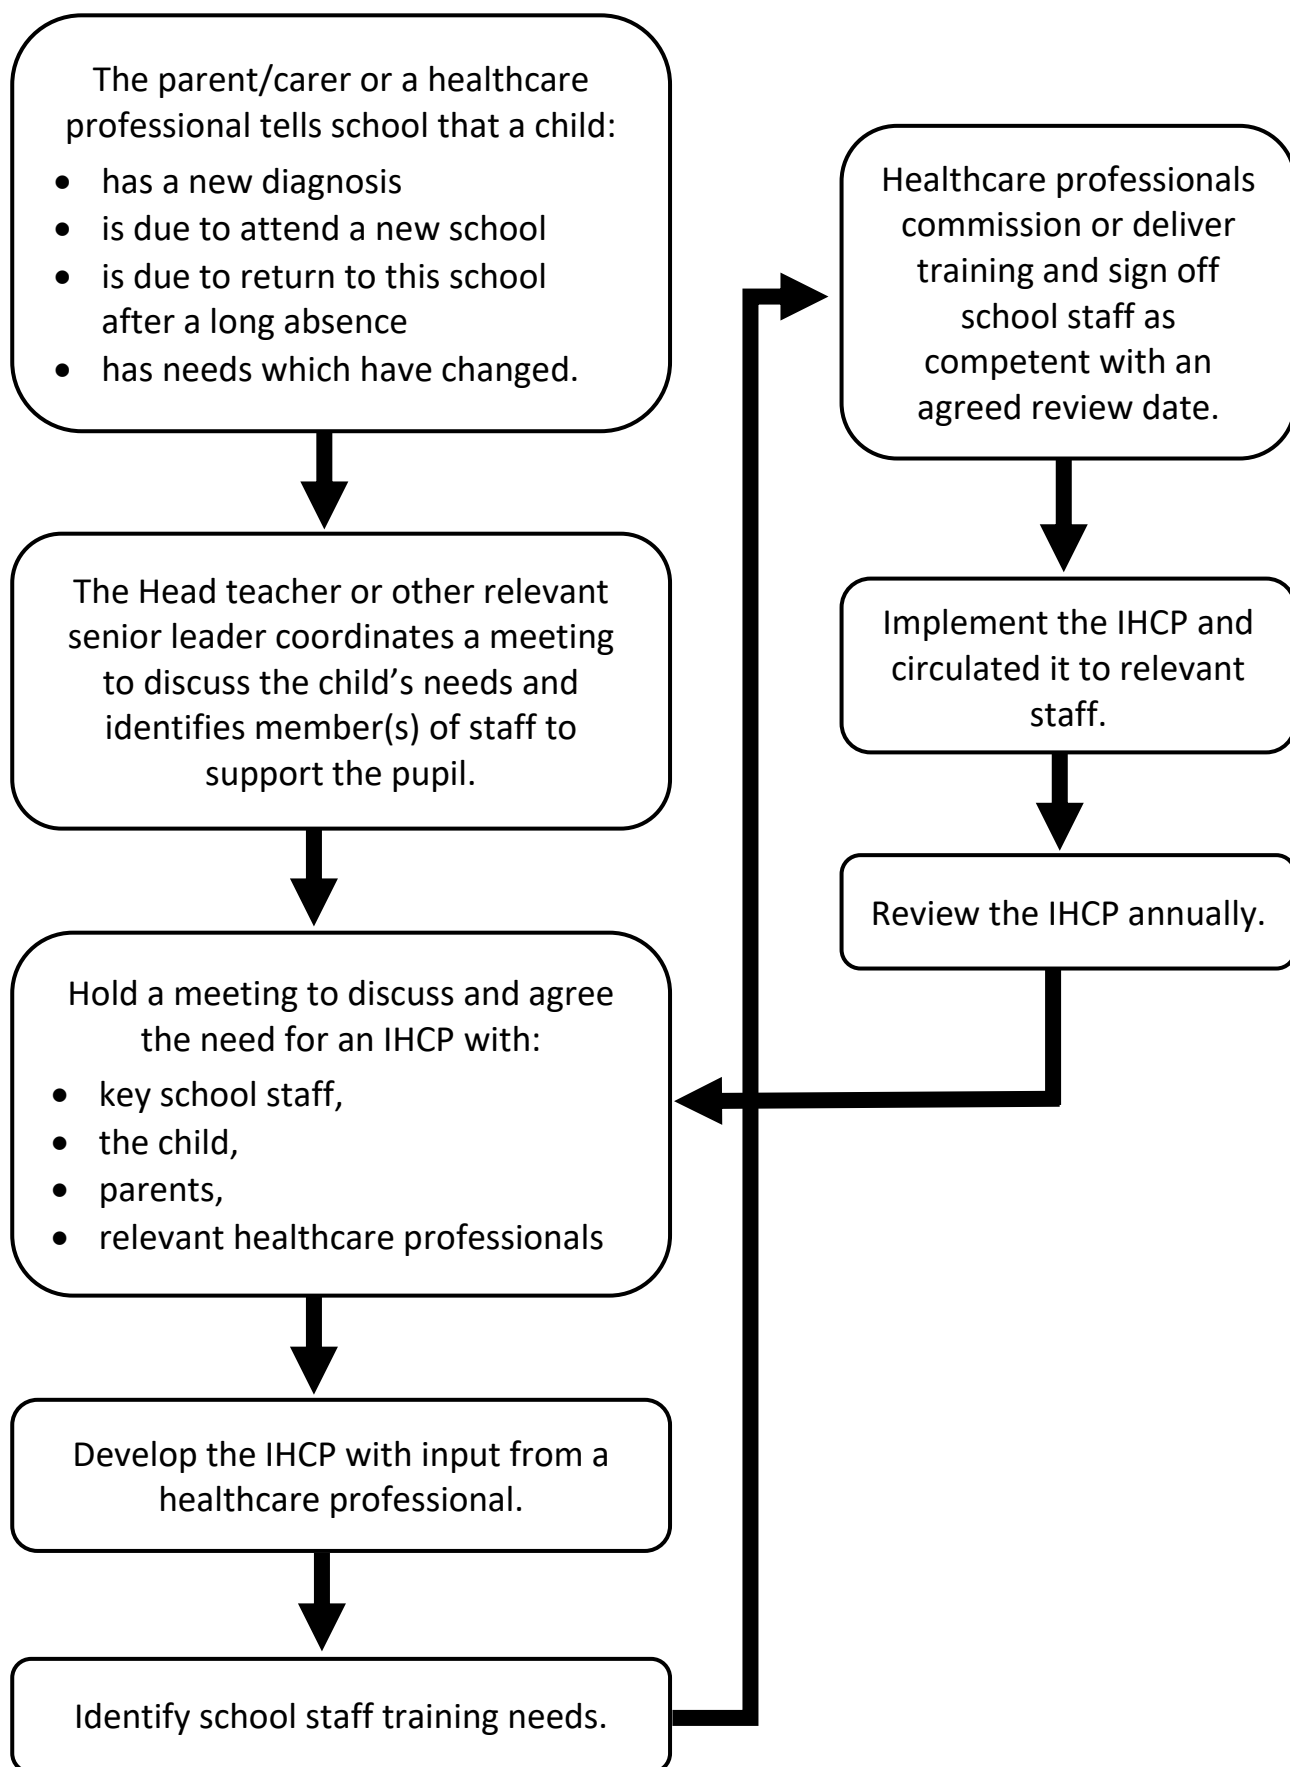 The parent/carer or a healthcare
professional tells school that a child:
• has a new diagnosis
• is due to attend a new school
• is due to return to this school
after a long absence
• has needs which have changed.
The Head teacher or other relevant
senior leader coordinates a meeting
to discuss the child’s needs and
identifies member(s) of staff to
support the pupil.
Hold a meeting to discuss and agree
the need for an IHCP with:
• key school staff,
• the child,
• parents,
• relevant healthcare professionals
Develop the IHCP with input from a
healthcare professional.
Identify school staff training needs.
Healthcare professionals
commission or deliver
training and sign off
school staff as
competent with an
agreed review date.
Implement the IHCP and
circulated it to relevant
staff.
Review the IHCP annually.